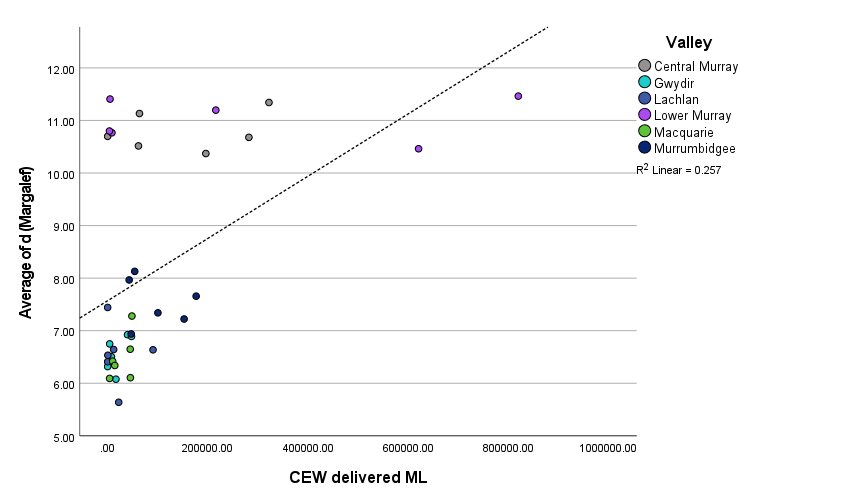 Valley
Central Murray
Gwydir
Lachlan
Lower Murray
Macquarie
Murrumbidgee
R2 Linear = 0.257
12.00
11.00
10.00
9.00
8.00
7.00
6.00
5.00
Average of d (Margalef)
.00 200000.00 400000.00 600000.00 800000.00 1000000.00
CEW delivered ML